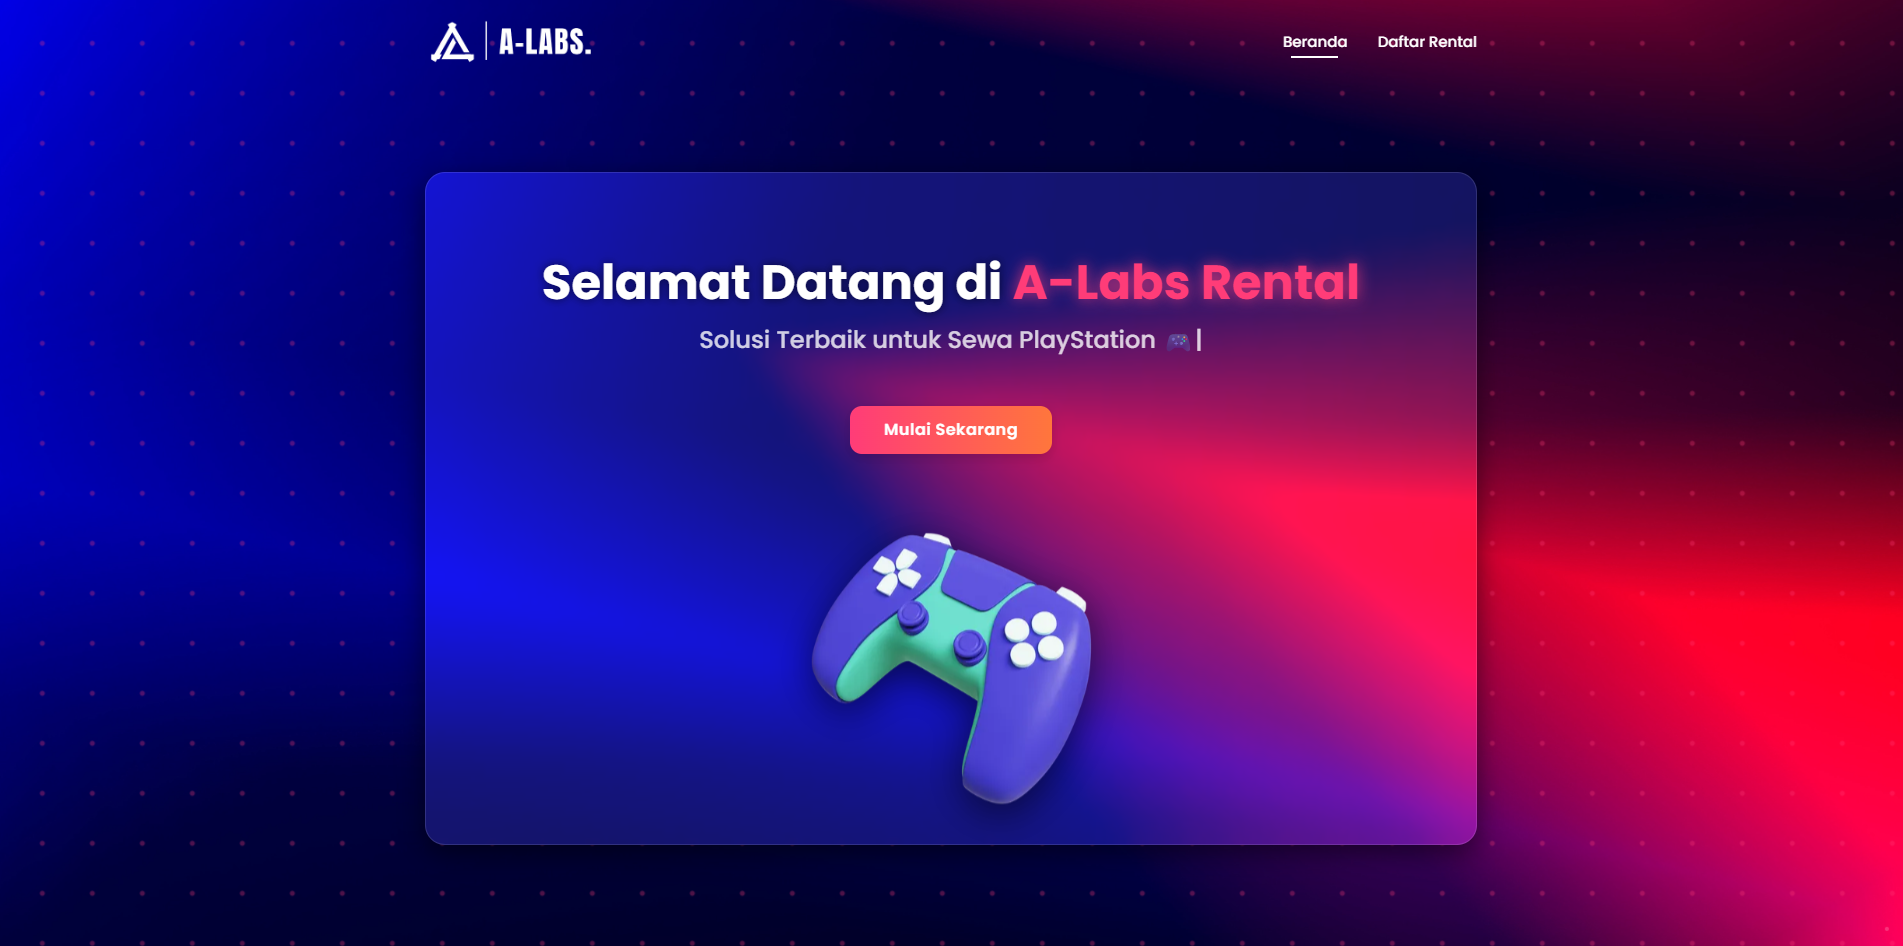 A-LABS.
Beranda
Daftar Rental
Selamat Datang di A-Labs Rental
Solusi Terbaik untuk Sewa PlayStation 🎮 |
Mulai Sekarang